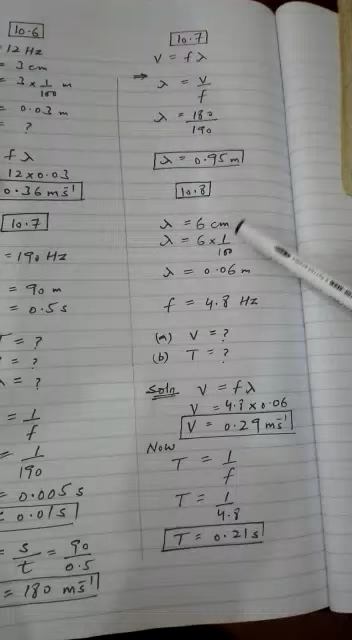 10.6
12 Hz
= 3 cm
= 3 × 1/100 m
= 0.03 m
= ?
f λ
12 × 0.03
0.36 ms⁻¹
10.7
= 190 Hz
= 90 m
= 0.5 s
T = ?
= ?
λ = ?
= 1/f
= 1/190
= 0.005 s
= 0.01 s
= s/t = 90/0.5
= 180 ms⁻¹
10.7
V = f λ
⇒ λ = V/f
λ = 180/190
λ = 0.95 m
10.8
λ = 6 cm
λ = 6 × 1/100
λ = 0.06 m
f = 4.8 Hz
(a) V = ?
(b) T = ?
Soln V = f λ
V = 4.8 × 0.06
V = 0.29 ms⁻¹
Now
T = 1/f
T = 1/4.8
T = 0.21 s